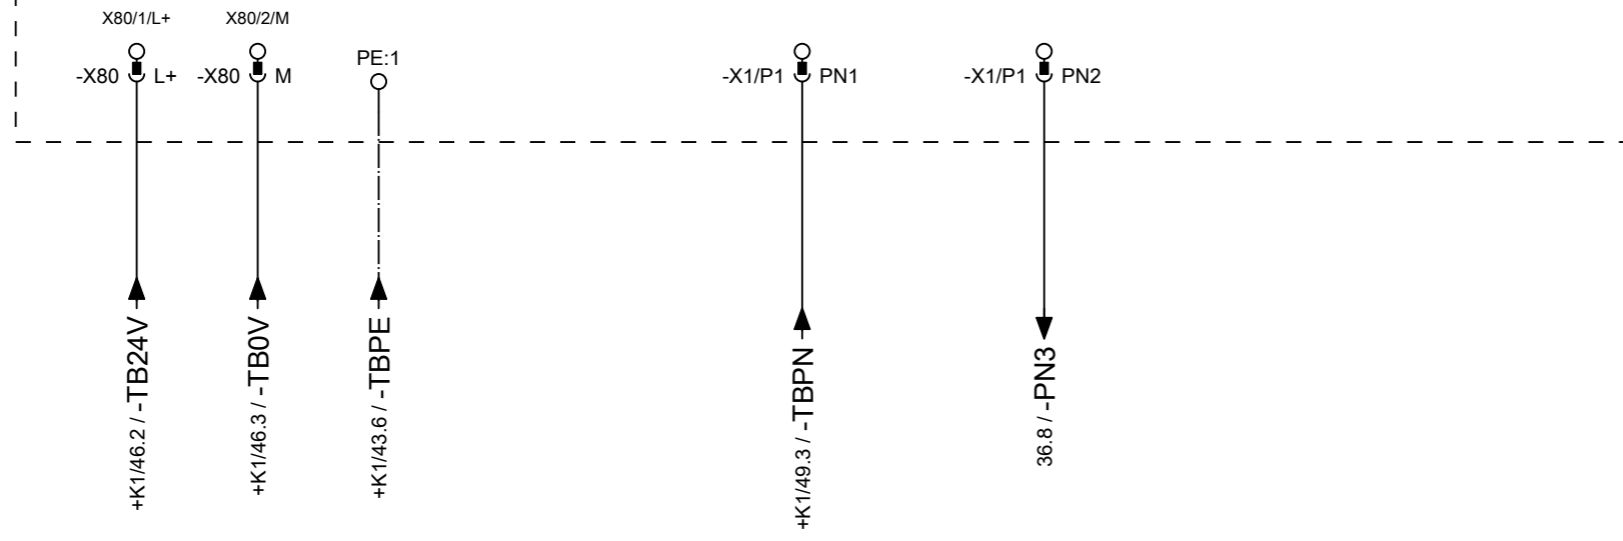 X80/1/L+
X80/2/M
-X80 L+
-X80 M
PE:1
-X1/P1 PN1
-X1/P1 PN2
+K1/46.2 / -TB24V
+K1/46.3 / -TB0V
+K1/43.6 / -TBPE
+K1/49.3 / -TBPN
36.8 / -PN3